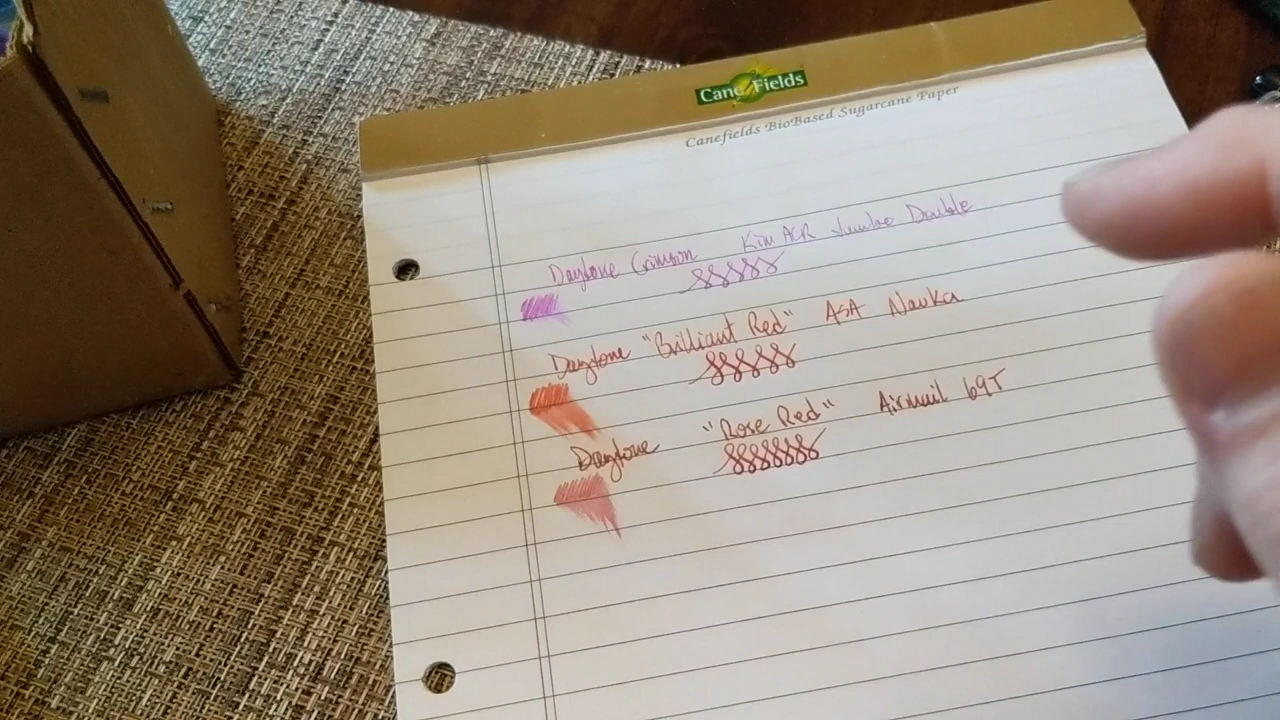 Cane Fields
Canefields BioBased Sugarcane Paper
Daytone Crimson Kim ACR Jumbo Double
Daytone "Brilliant Red" ASA Nauka
Daytone "Rose Red" Airmail 69T